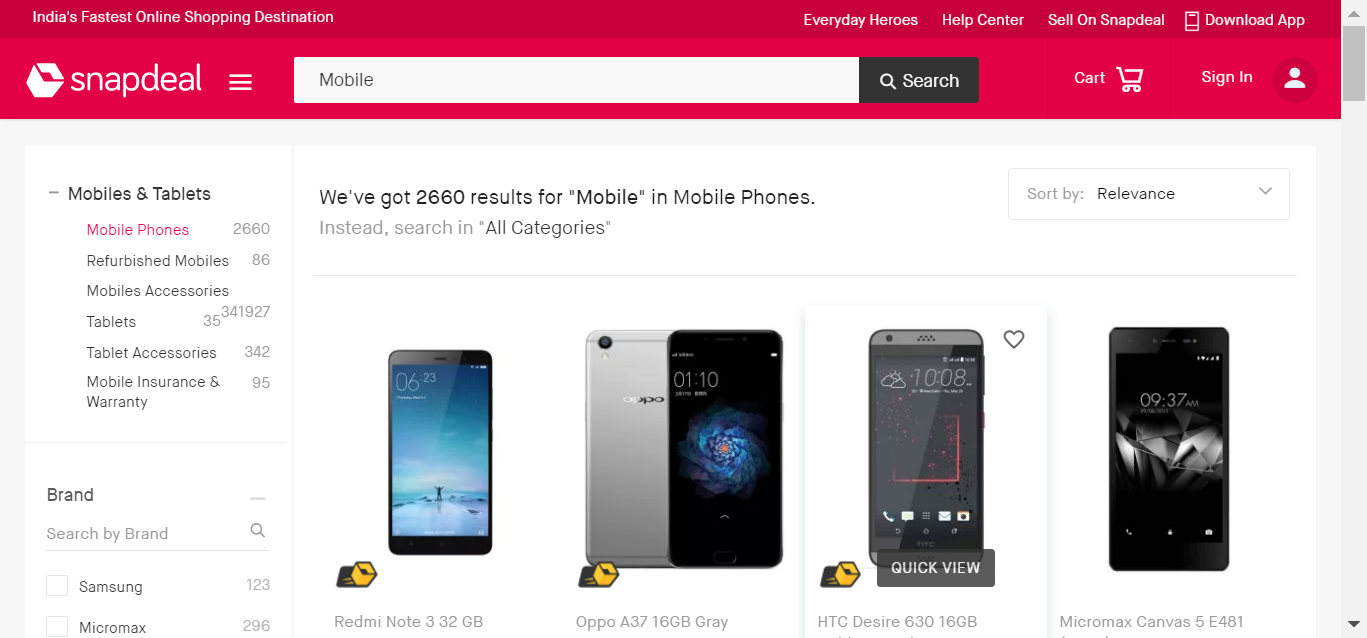 India's Fastest Online Shopping Destination
Everyday Heroes
Help Center
Sell On Snapdeal
Download App
snapdeal
Mobile
Search
Cart
Sign In
Mobiles & Tablets
Mobile Phones 2660
Refurbished Mobiles 86
Mobiles Accessories
341927
Tablets 35
Tablet Accessories 342
Mobile Insurance & 95
Warranty
Brand
Search by Brand
Samsung 123
Micromax 296
We've got 2660 results for "Mobile" in Mobile Phones.
Instead, search in "All Categories"
Sort by: Relevance
06:23
oppo
01:10
10:08
hTC
09:37AM
QUICK VIEW
Redmi Note 3 32 GB
Oppo A37 16GB Gray
HTC Desire 630 16GB
Micromax Canvas 5 E481